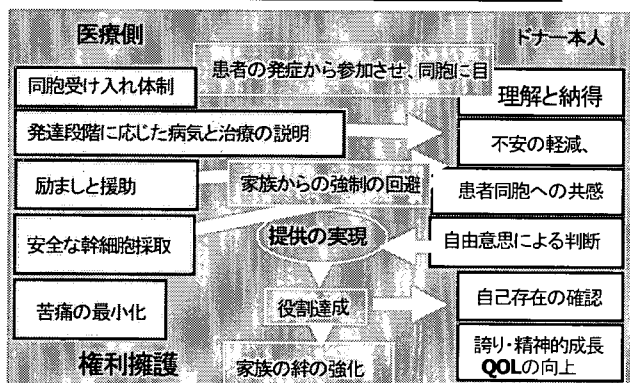 医療側
ドナー本人
患者の発症から参加させ、同胞に目
同胞受け入れ体制
理解と納得
発達段階に応じた病気と治療の説明
不安の軽減、
励ましと援助
家族からの強制の回避
患者同胞への共感
安全な幹細胞採取
提供の実現
自由意思による判断
苦痛の最小化
役割達成
自己存在の確認
権利擁護
家族の絆の強化
誇り・精神的成長
QOLの向上